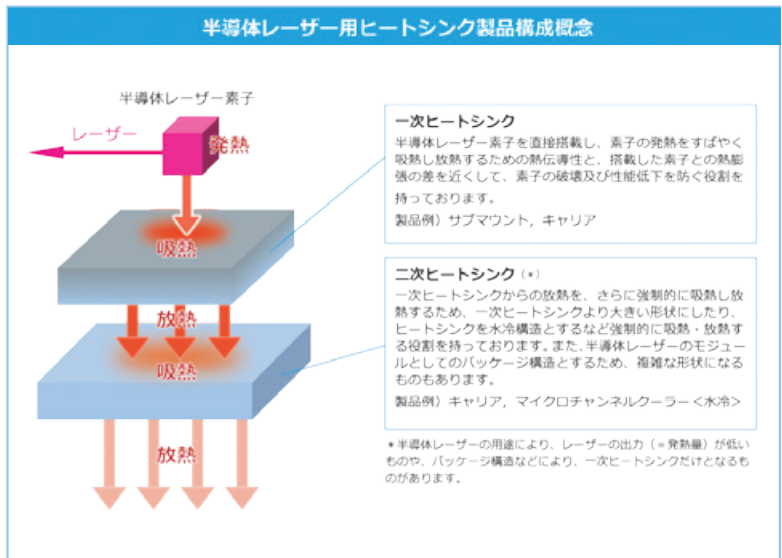 半導体レーザー用ヒートシンク製品構成概念
半導体レーザー素子
レーザー
発熱
吸熱
放熱
吸熱
放熱
一次ヒートシンク
半導体レーザー素子を直接搭載し、素子の発熱をすばやく
吸熱し放熱するための熱伝導性と、搭載した素子との熱膨
張の差を近くして、素子の破壊及び性能低下を防ぐ役割を
持っております。
製品例）サブマウント，キャリア
二次ヒートシンク（*）
一次ヒートシンクからの放熱を、さらに強制的に吸熱し放
熱するため、一次ヒートシンクより大きい形状にしたり、
ヒートシンクを水冷構造とするなど強制的に吸熱・放熱す
る役割を持っております。また、半導体レーザーのモジュー
ルとしてのパッケージ構造とするため、複雑な形状になる
ものもあります。
製品例）キャリア，マイクロチャンネルクーラー＜水冷＞
*半導体レーザーの用途により、レーザーの出力（=発熱量）が低い
ものや、パッケージ構造などにより、一次ヒートシンクだけとなるも
のがあります。